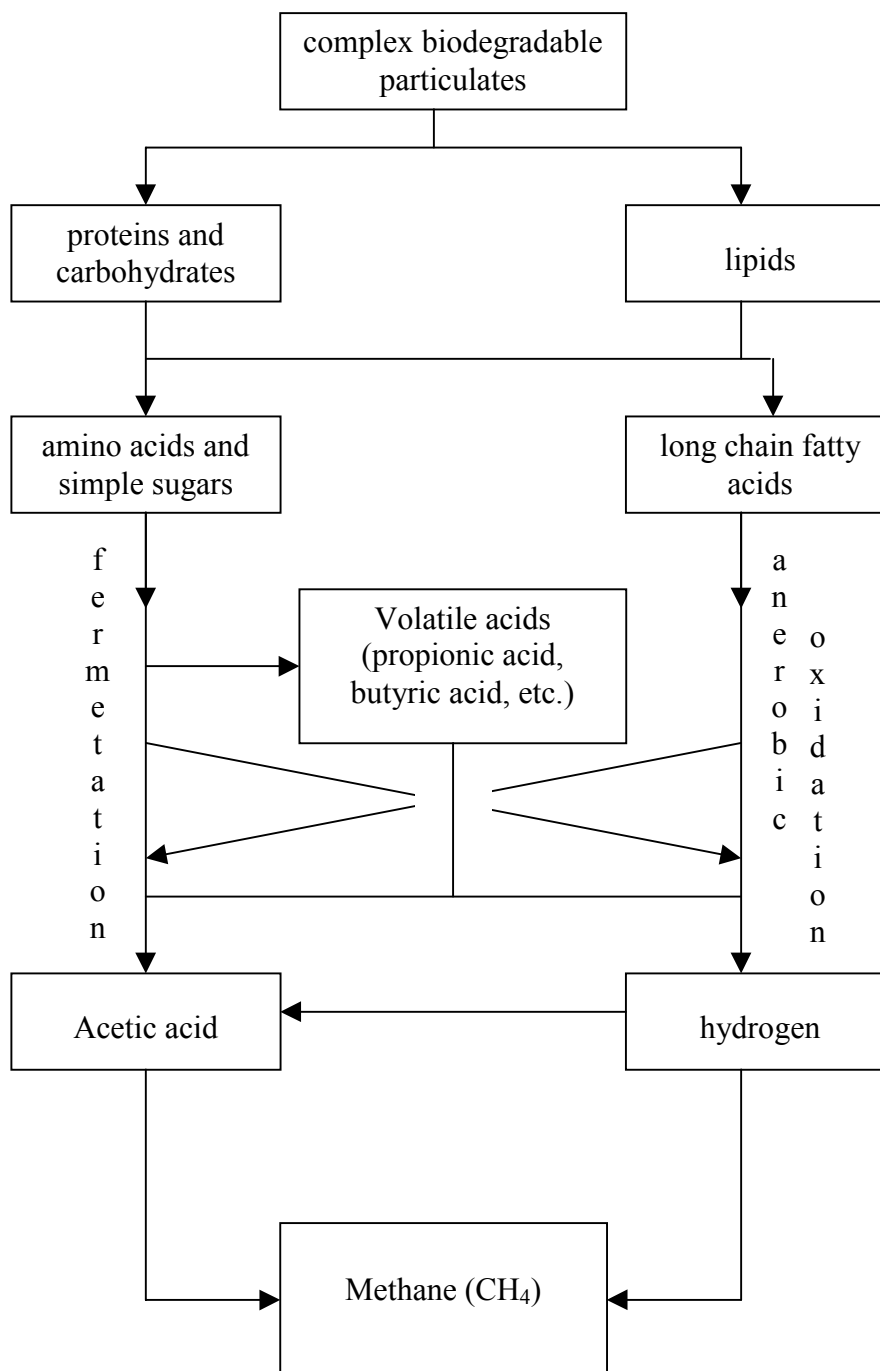 complex biodegradable
particulates
proteins and
carbohydrates
lipids
amino acids and
simple sugars
long chain fatty
acids
fermetation
Volatile acids
(propionic acid,
butyric acid, etc.)
anerobic
oxidation
Acetic acid
hydrogen
Methane (CH₄)